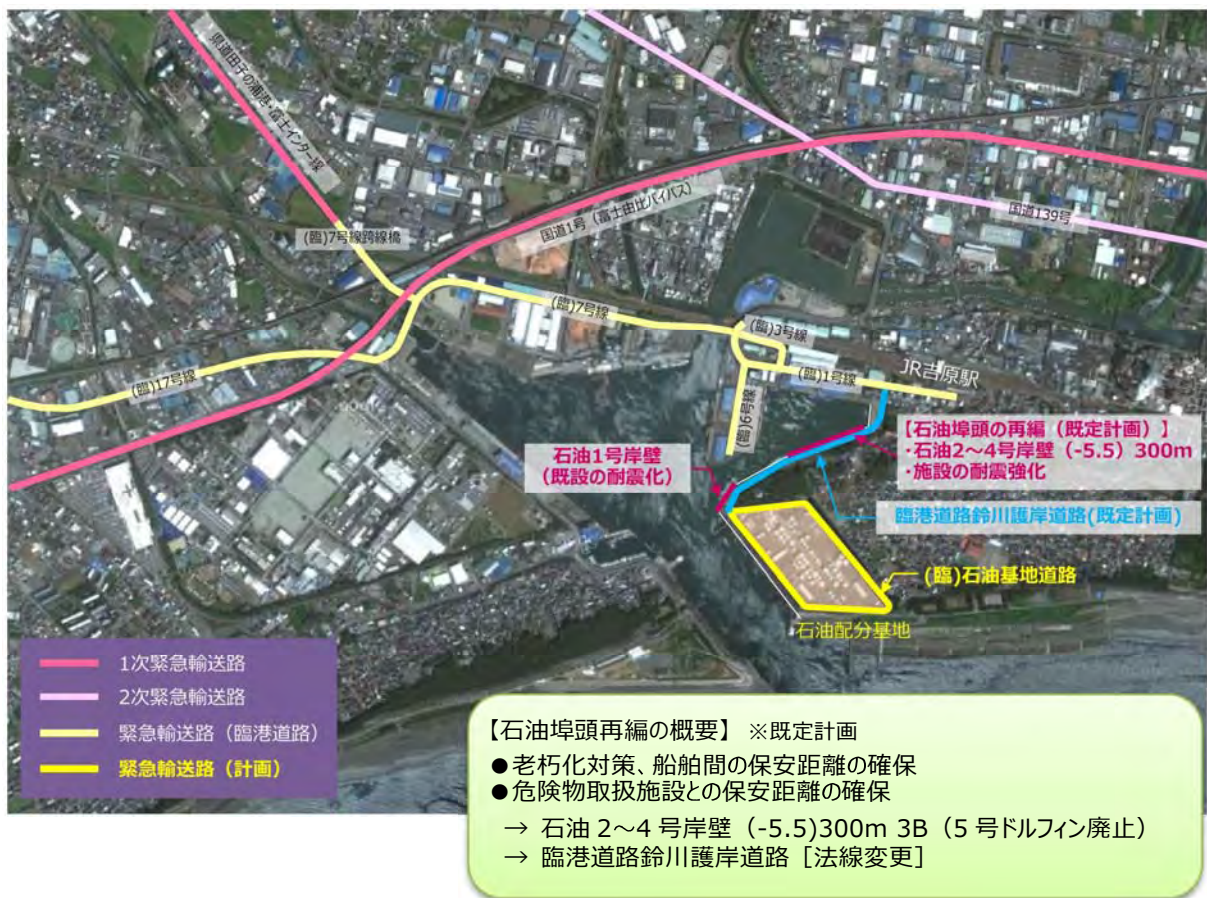 県道田子の浦港・富士インター線
(臨)7号線跨線橋
国道1号（富士由比バイパス）
国道139号
(臨)7号線
(臨)3号線
(臨)17号線
(臨)1号線
JR吉原駅
(臨)6号線
石油1号岸壁
（既設の耐震化）
【石油埠頭の再編（既定計画）】
・石油2～4号岸壁（-5.5）300m
・施設の耐震強化
臨港道路鈴川護岸道路(既定計画)
(臨)石油基地道路
石油配分基地
1次緊急輸送路
2次緊急輸送路
緊急輸送路（臨港道路）
緊急輸送路（計画）
【石油埠頭再編の概要】 ※既定計画
●老朽化対策、船舶間の保安距離の確保
●危険物取扱施設との保安距離の確保
→ 石油 2～4 号岸壁（-5.5)300m 3B（5 号ドルフィン廃止）
→ 臨港道路鈴川護岸道路［法線変更］